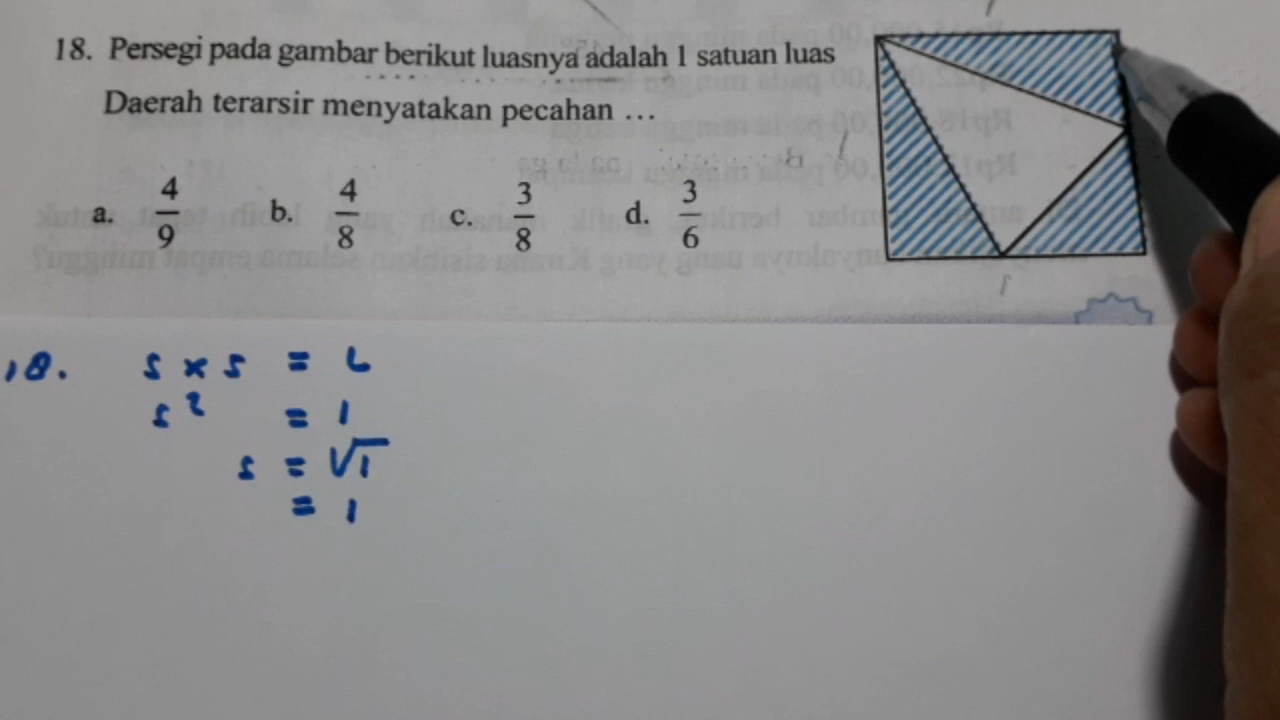 18. Persegi pada gambar berikut luasnya adalah 1 satuan luas
Daerah terarsir menyatakan pecahan ...
a. 4/9 b. 4/8 c. 3/8 d. 3/6
18. s x s = L
s² = 1
s = √1
= 1